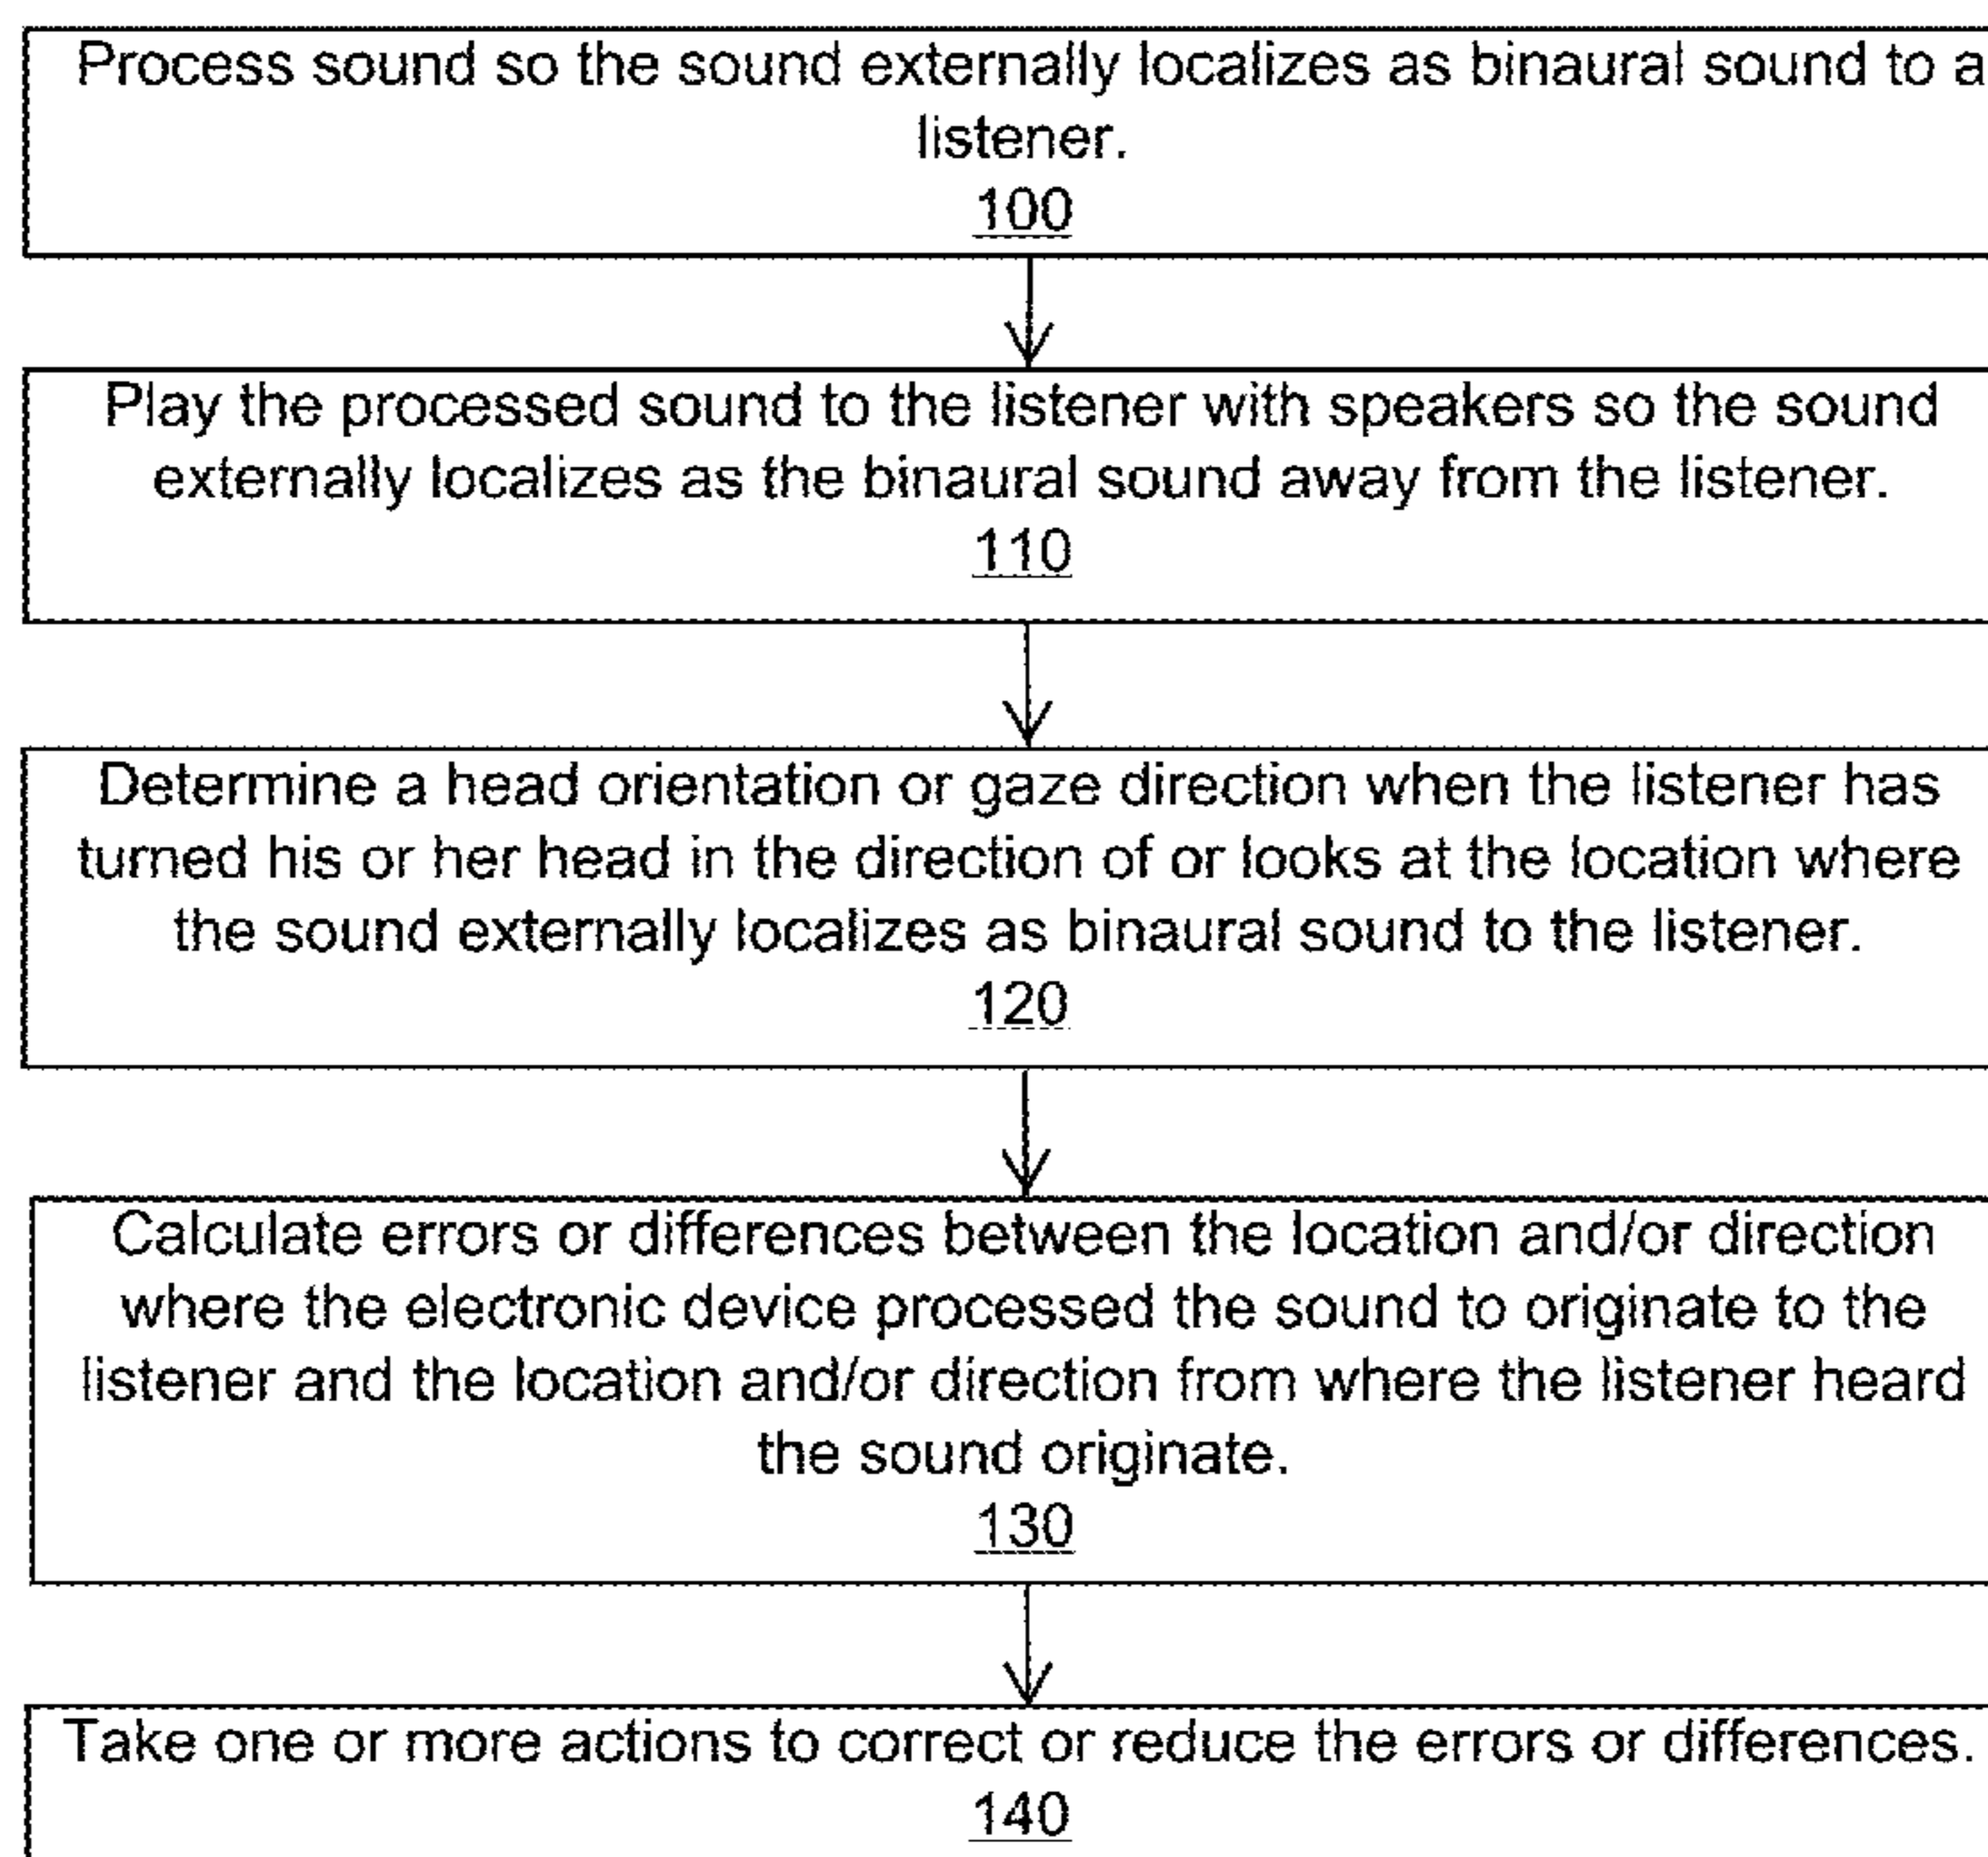 Process sound so the sound externally localizes as binaural sound to a
listener.
100
Play the processed sound to the listener with speakers so the sound
externally localizes as the binaural sound away from the listener.
110
Determine a head orientation or gaze direction when the listener has
turned his or her head in the direction of or looks at the location where
the sound externally localizes as binaural sound to the listener.
120
Calculate errors or differences between the location and/or direction
where the electronic device processed the sound to originate to the
listener and the location and/or direction from where the listener heard
the sound originate.
130
Take one or more actions to correct or reduce the errors or differences.
140